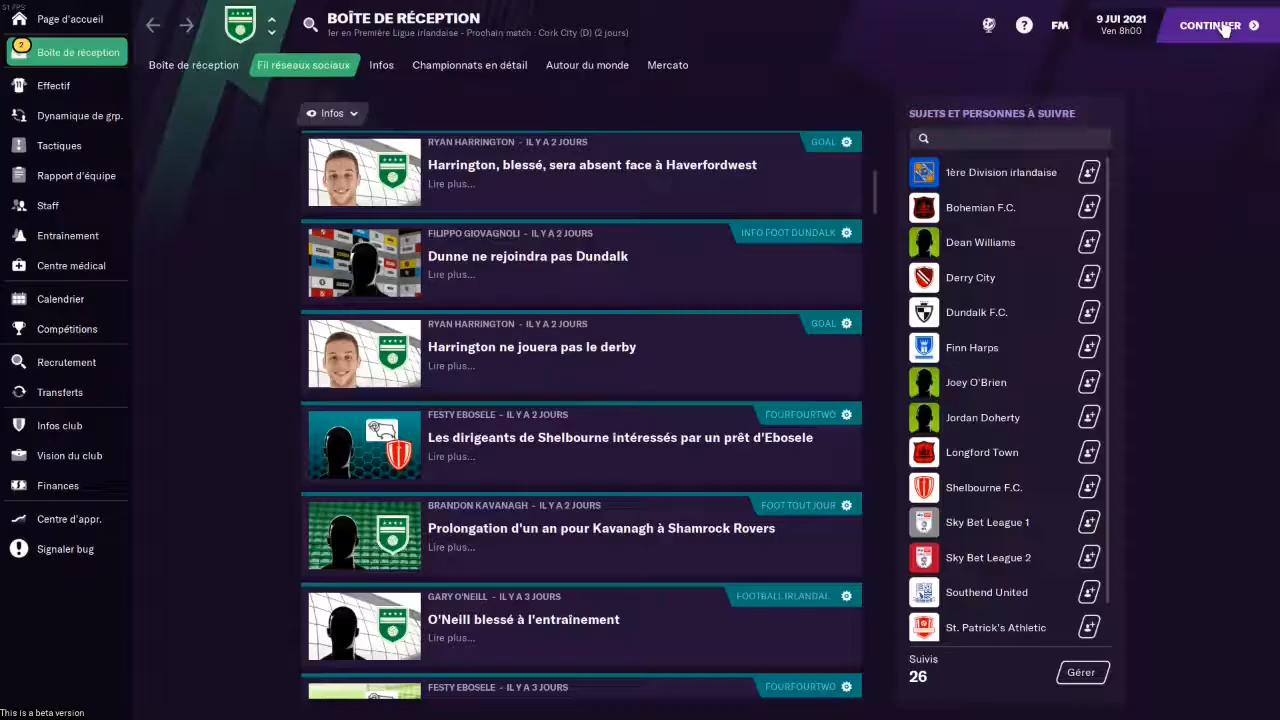 51 FPS
Page d'accueil
2
Boîte de réception
Effectif
Dynamique de grp.
Tactiques
Rapport d'équipe
Staff
Entraînement
Centre médical
Calendrier
Compétitions
Recrutement
Transferts
Infos club
Vision du club
Finances
Centre d'appr.
Signaler bug
This is a beta version
BOÎTE DE RÉCEPTION
1er en Première Ligue irlandaise - Prochain match : Cork City (D) (2 jours)
FM
9 JUI 2021
Ven 8h00
CONTINUER
Boîte de réception
Fil réseaux sociaux
Infos
Championnats en détail
Autour du monde
Mercato
Infos
RYAN HARRINGTON - IL Y A 2 JOURS
GOAL
Harrington, blessé, sera absent face à Haverfordwest
Lire plus...
FILIPPO GIOVAGNOLI - IL Y A 2 JOURS
INFO FOOT DUNDALK
Dunne ne rejoindra pas Dundalk
Lire plus...
RYAN HARRINGTON - IL Y A 2 JOURS
GOAL
Harrington ne jouera pas le derby
Lire plus...
FESTY EBOSELE - IL Y A 2 JOURS
FOURFOURTWO
Les dirigeants de Shelbourne intéressés par un prêt d'Ebosele
Lire plus...
BRANDON KAVANAGH - IL Y A 2 JOURS
FOOT TOUT JOUR
Prolongation d'un an pour Kavanagh à Shamrock Rovers
Lire plus...
GARY O'NEILL - IL Y A 3 JOURS
FOOTBALL IRLANDAI..
O'Neill blessé à l'entraînement
Lire plus...
FESTY EBOSELE - IL Y A 3 JOURS
FOURFOURTWO
SUJETS ET PERSONNES À SUIVRE
1ère Division irlandaise
Bohemian F.C.
Dean Williams
Derry City
Dundalk F.C.
Finn Harps
Joey O'Brien
Jordan Doherty
Longford Town
Shelbourne F.C.
Sky Bet League 1
Sky Bet League 2
Southend United
St. Patrick's Athletic
Suivis
26
Gérer